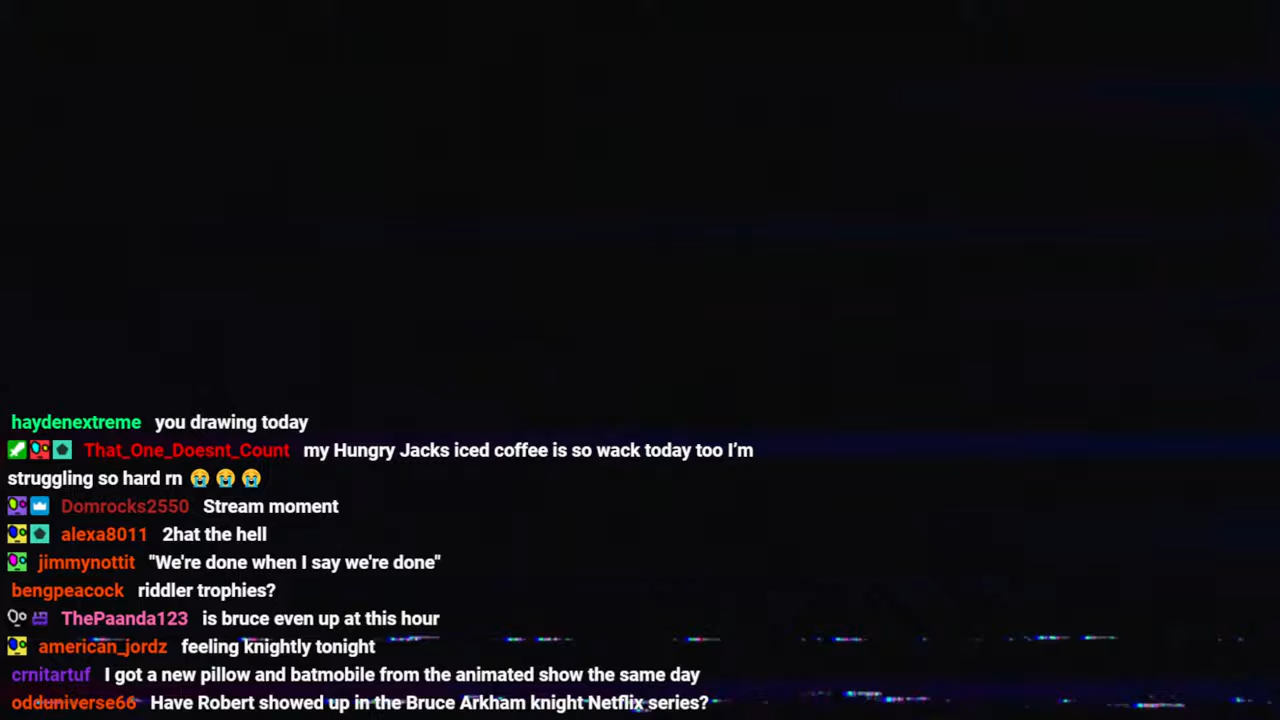 haydenextreme you drawing today
That_One_Doesnt_Count my Hungry Jacks iced coffee is so wack today too I’m
struggling so hard rn 😭 😭 😭
Domrocks2550 Stream moment
alexa8011 2hat the hell
jimmynottit "We're done when I say we're done"
bengpeacock riddler trophies?
ThePaanda123 is bruce even up at this hour
american_jordz feeling knightly tonight
crnitartuf I got a new pillow and batmobile from the animated show the same day
odduniverse66 Have Robert showed up in the Bruce Arkham knight Netflix series?